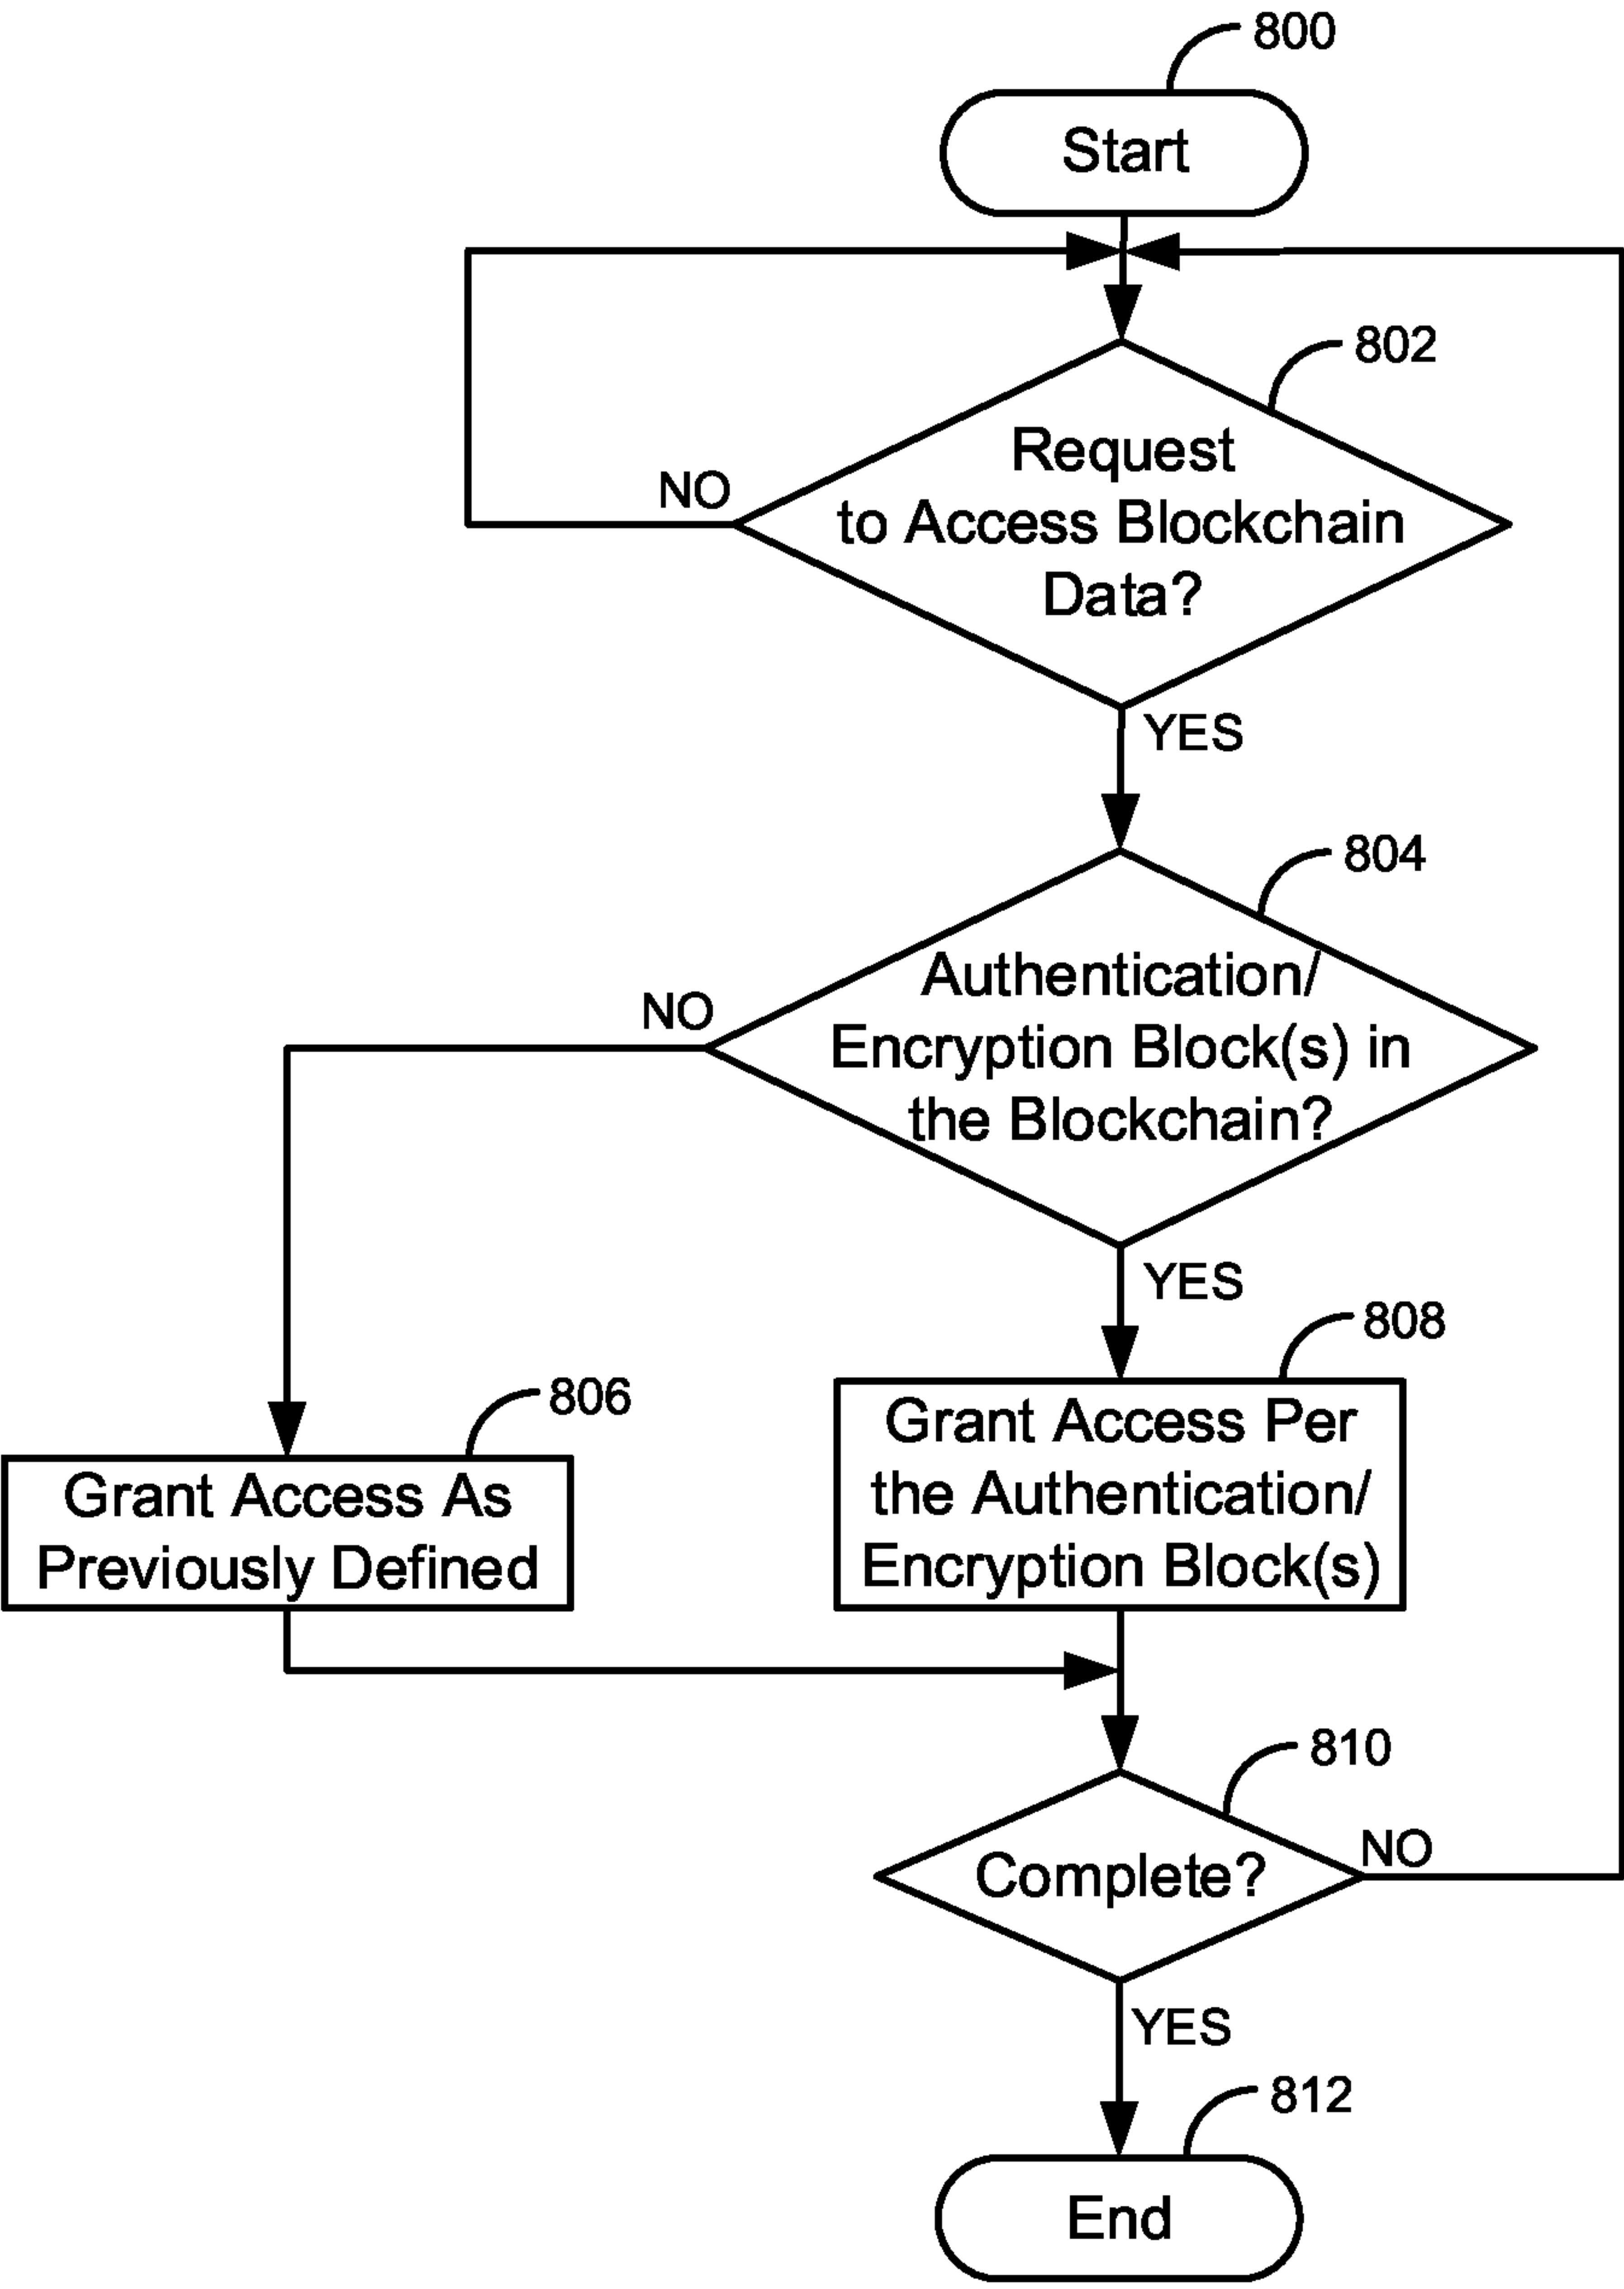 800
Start
802
Request
to Access Blockchain
Data?
NO
YES
804
Authentication/
Encryption Block(s) in
the Blockchain?
NO
YES
808
Grant Access Per
the Authentication/
Encryption Block(s)
806
Grant Access As
Previously Defined
810
Complete?
NO
YES
812
End